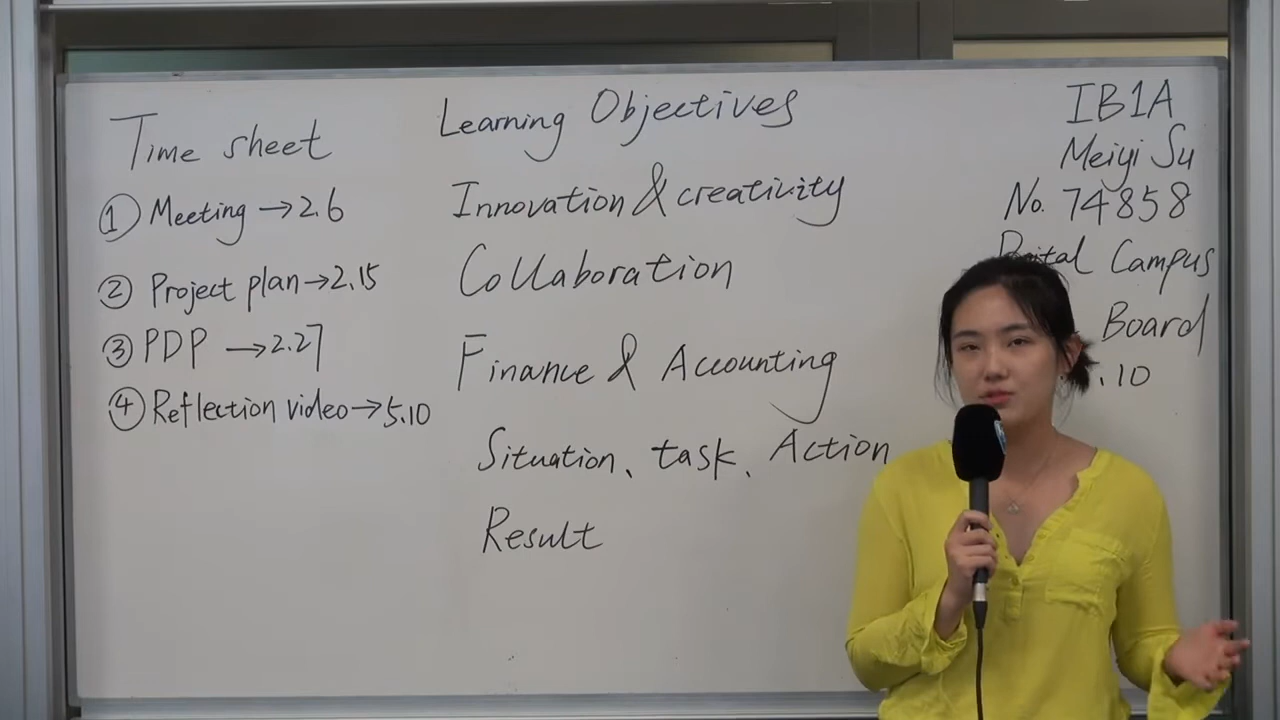 Time sheet
① Meeting → 2.6
② Project plan → 2.15
③ PDP → 2.27
④ Reflection video → 5.10
Learning Objectives
Innovation & creativity
Collaboration
Finance & Accounting
Situation、task、Action
Result
IB1A
Meiyi Su
No. 74858
Digital Campus
Board
.10